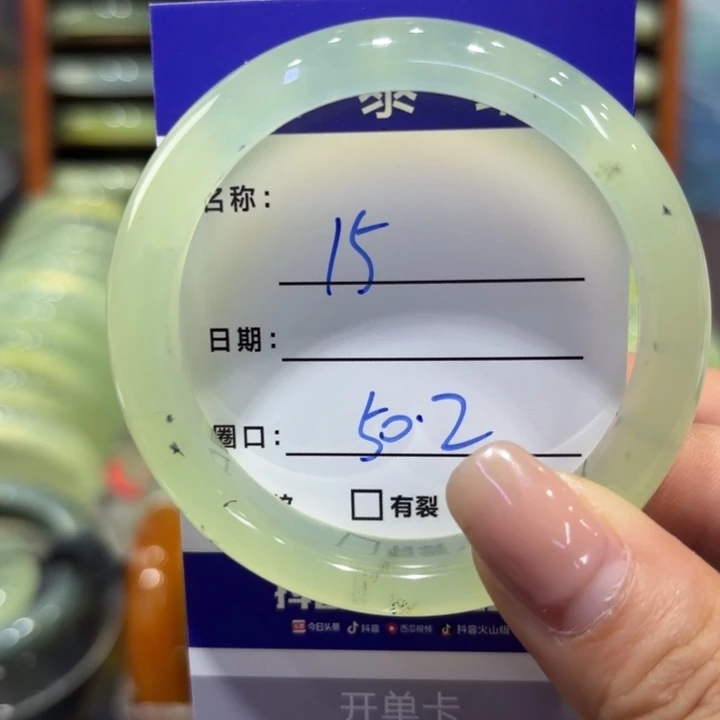 泰
名称: 15
日期:
圈口: 50.2
□有裂
今日头条 抖音 西瓜视频 抖音火山版
开单卡